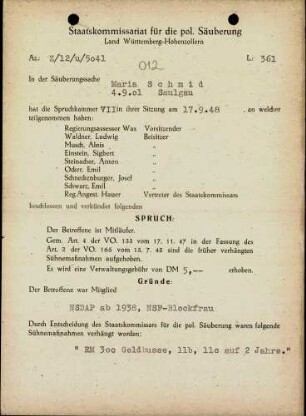 Staatskommissariat für die pol. Säuberung
Land Württemberg-Hohenzollern
Az: Z/12/u/5041
L: 361
012
In der Säuberungssache
Maria Schmid
4.9.01 Saulgau
hat die Spruchkammer VII in ihrer Sitzung am 17.9.48 an welcher
teilgenommen haben:
Regierungsassessor Wax Vorsitzender
Waldner, Ludwig Beisitzer
Musch, Alois "
Einstein, Sigbert "
Steinacher, Anton "
Oderr, Emil "
Schneckenburger, Josef "
Schwarz, Emil "
Reg.Angest. Hauer Vertreter des Staatskommissars
beschlossen und verkündet folgenden
SPRUCH:
Der Betroffene ist Mitläufer.
Gem. Art. 4 der VO. 133 vom 17. 11. 47 in der Fassung des
Art. 2 der VO. 165 vom 13. 7. 48 sind die früher verhängten
Sühnemaßnahmen aufgehoben.
Es wird eine Verwaltungsgebühr von DM 5,-- erhoben.
Gründe:
Der Betroffene war Mitglied
NSDAP ab 1938, NSF-Blockfrau
Durch Entscheidung des Staatskommissars für die pol. Säuberung waren folgende
Sühnemaßnahmen verhängt worden:
" RM 300 Geldbusse, 11b, 11c auf 2 Jahre."